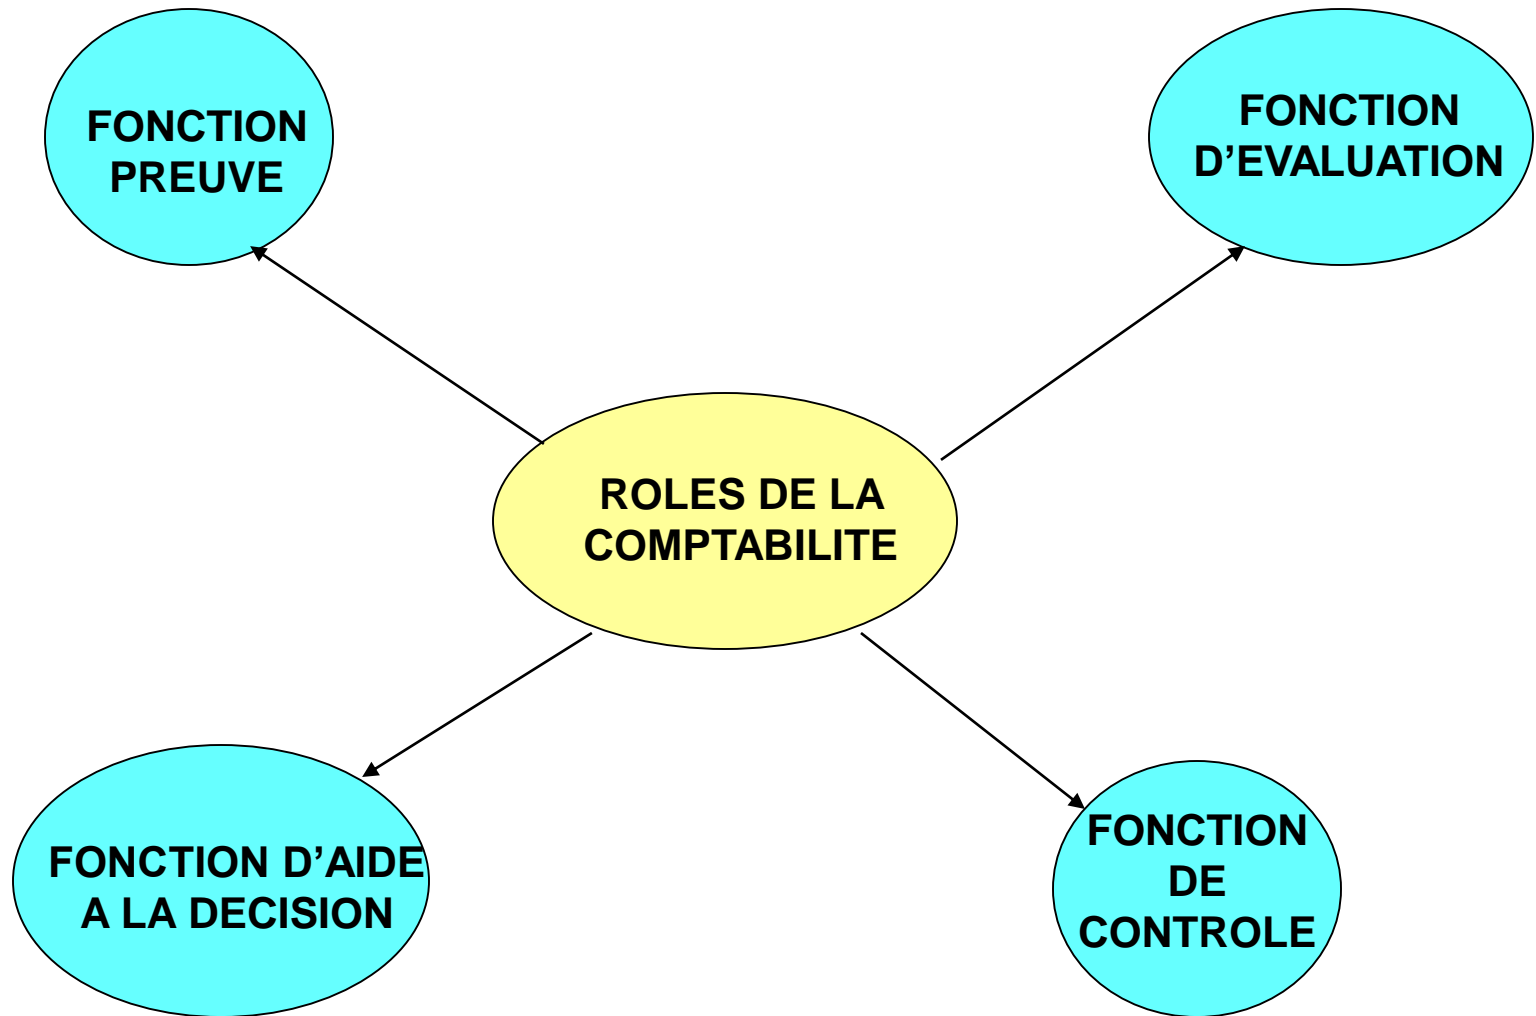 FONCTION
PREUVE
FONCTION
D’EVALUATION
ROLES DE LA
COMPTABILITE
FONCTION D’AIDE
A LA DECISION
FONCTION
DE
CONTROLE